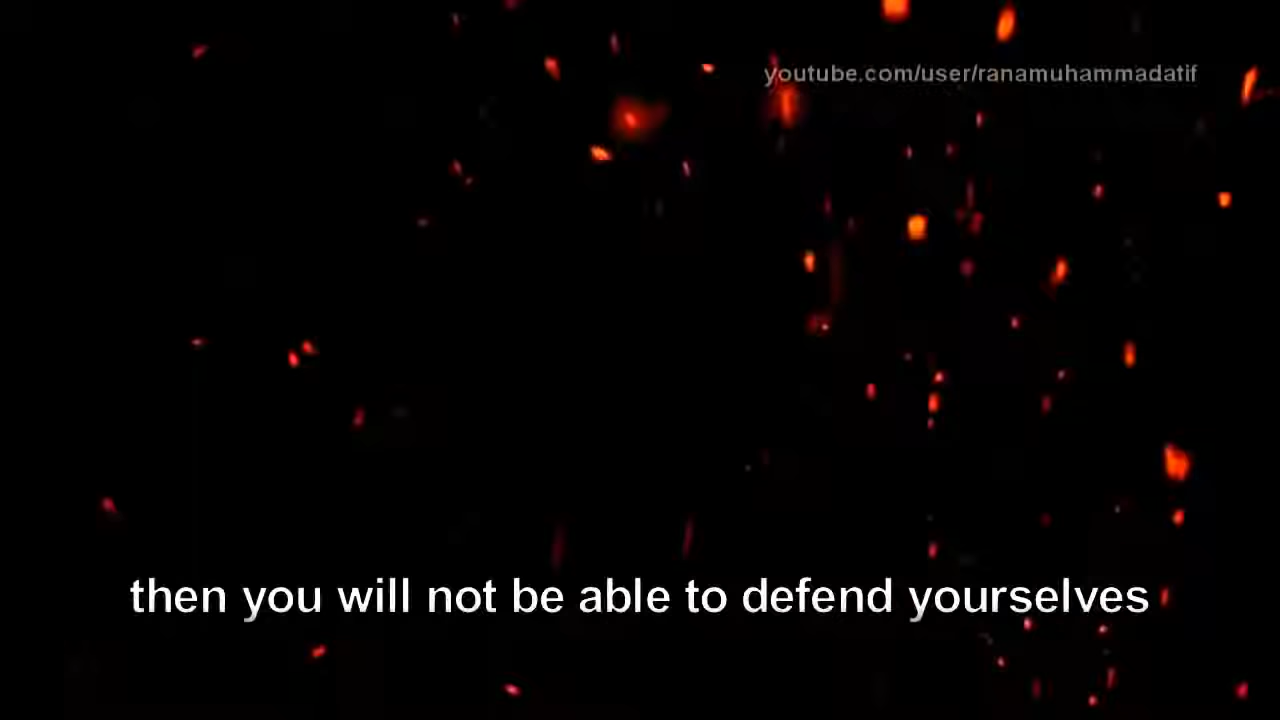 youtube.com/user/ranamuhammadatif
then you will not be able to defend yourselves